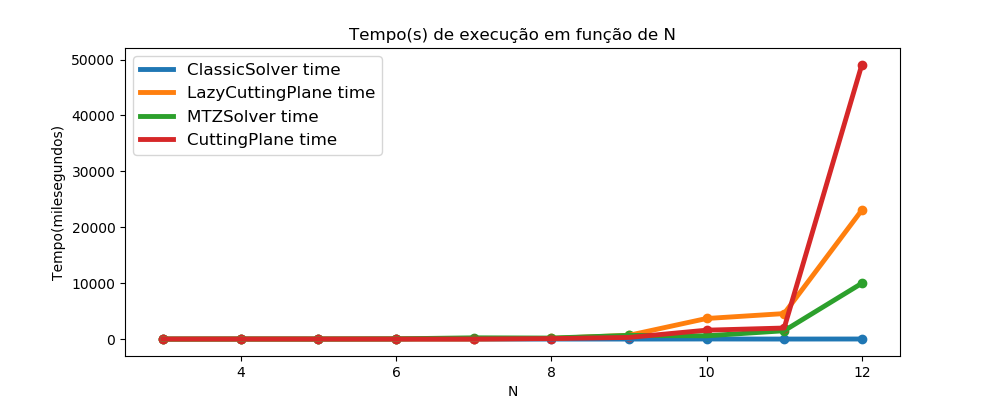 Tempo(s) de execução em função de N
50000
40000
30000
20000
10000
0
Tempo(milesegundos)
ClassicSolver time
LazyCuttingPlane time
MTZSolver time
CuttingPlane time
4
6
8
10
12
N